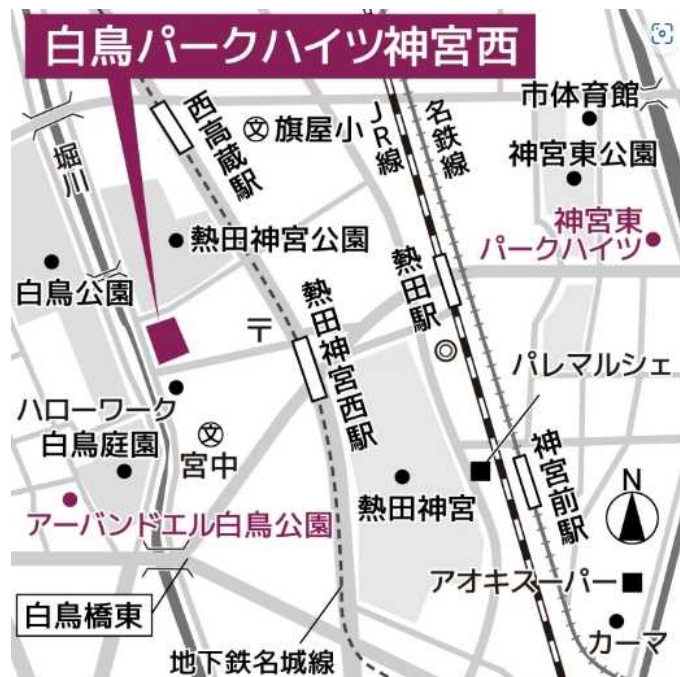 白鳥パークハイツ神宮西
西高蔵駅
旗屋小
文
JR線
名鉄線
市体育館
神宮東公園
神宮東
パークハイツ
堀川
熱田神宮公園
白鳥公園
熱田駅
熱田神宮西駅
〒
パレマルシェ
ハローワーク
白鳥庭園
文
宮中
熱田神宮
神宮前駅
N
アーバンドエル白鳥公園
アオキスーパー
カーマ
白鳥橋東
地下鉄名城線